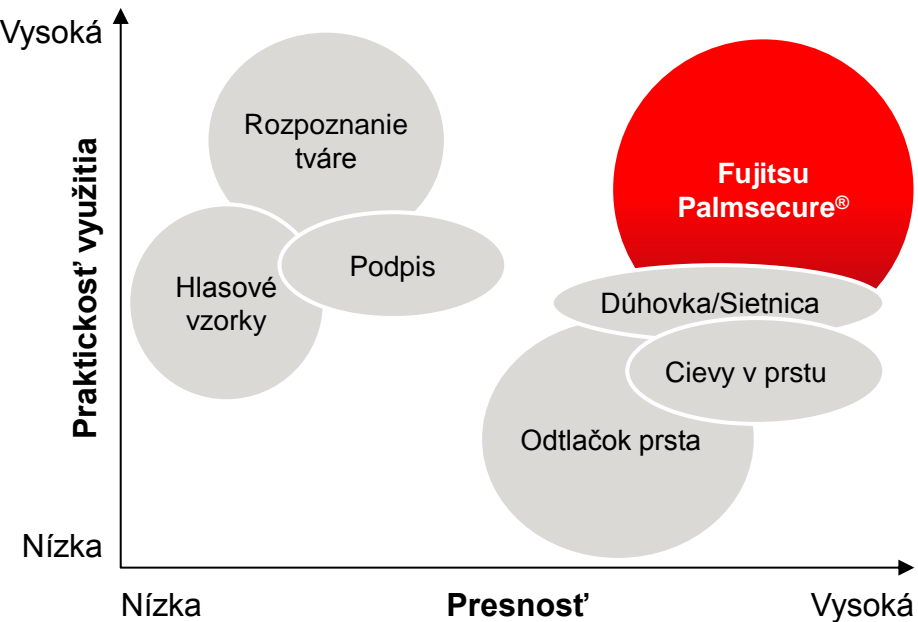 Vysoká
Praktickosť využitia
Rozpoznanie
tváre
Fujitsu
Palmsecure®
Podpis
Hlasové
vzorky
Dúhovka/Sietnica
Cievy v prstu
Odtlačok prsta
Nízka
Nízka
Presnosť
Vysoká